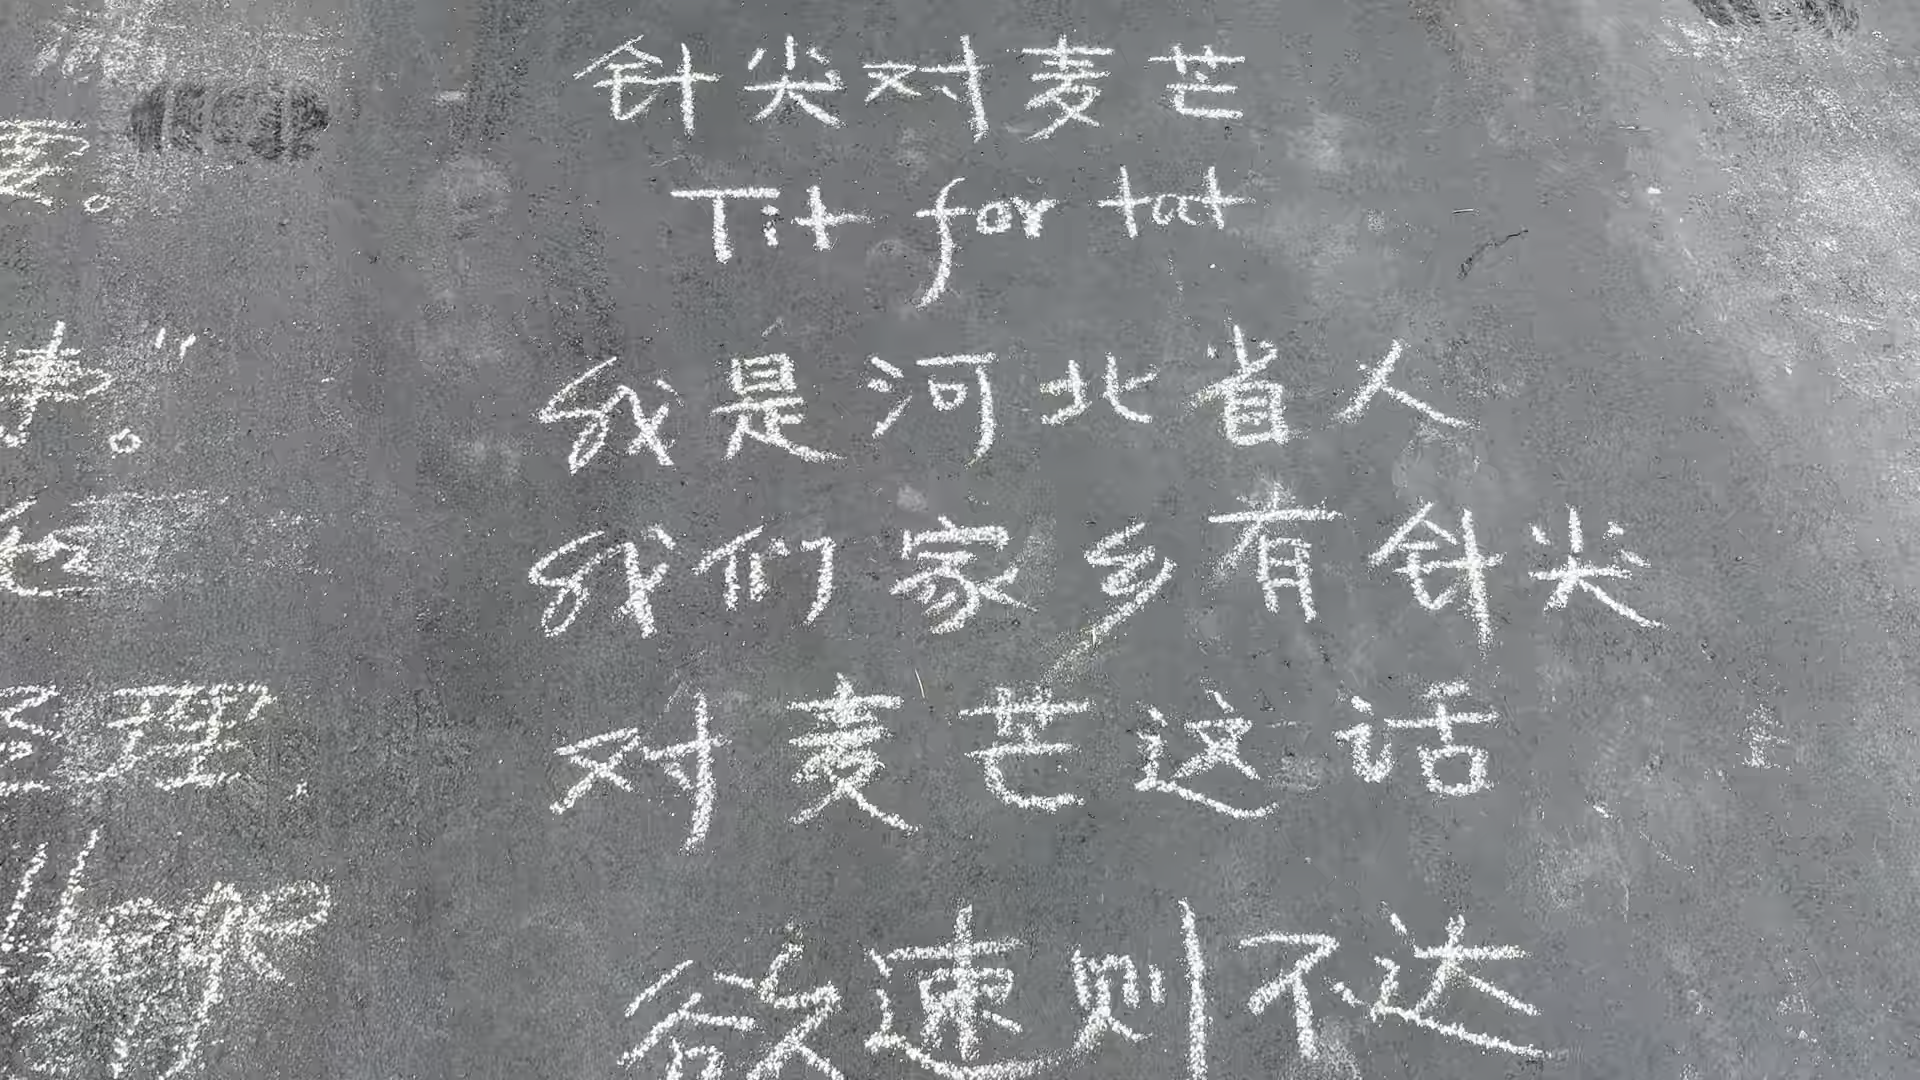 针尖对麦芒
Tit for tat
我是河北省人
我们家乡有针尖
对麦芒这话
欲速则不达
理